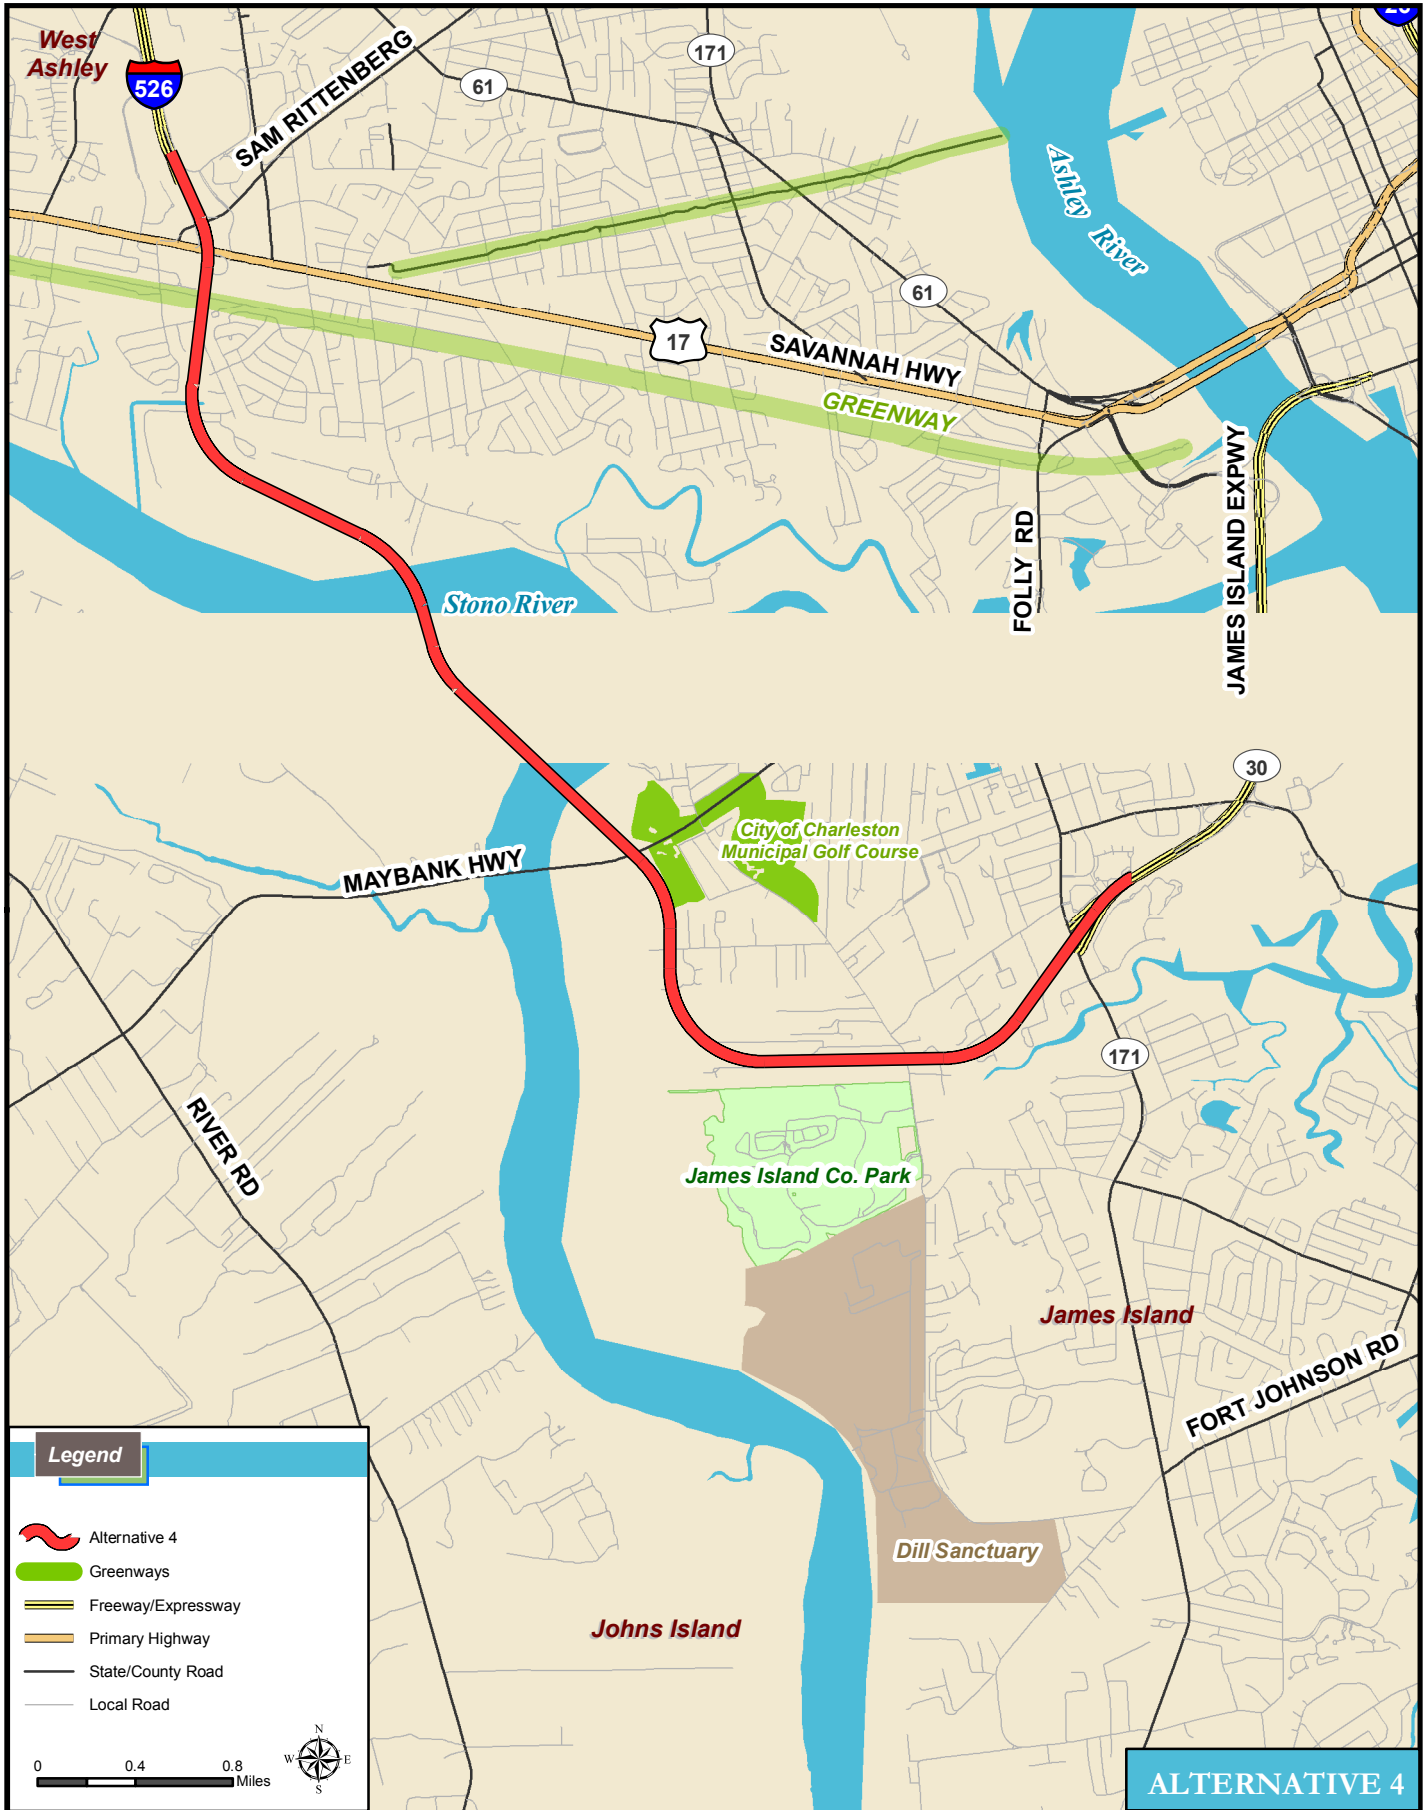 West
Ashley
526
SAM RITTENBERG
61
171
Ashley River
61
17
SAVANNAH HWY
GREENWAY
FOLLY RD
JAMES ISLAND EXPWY
Stono River
30
City of Charleston
Municipal Golf Course
MAYBANK HWY
171
RIVER RD
James Island Co. Park
James Island
FORT JOHNSON RD
Dill Sanctuary
Johns Island
Legend
Alternative 4
Greenways
Freeway/Expressway
Primary Highway
State/County Road
Local Road
0 0.4 0.8
Miles
N
W E
S
ALTERNATIVE 4